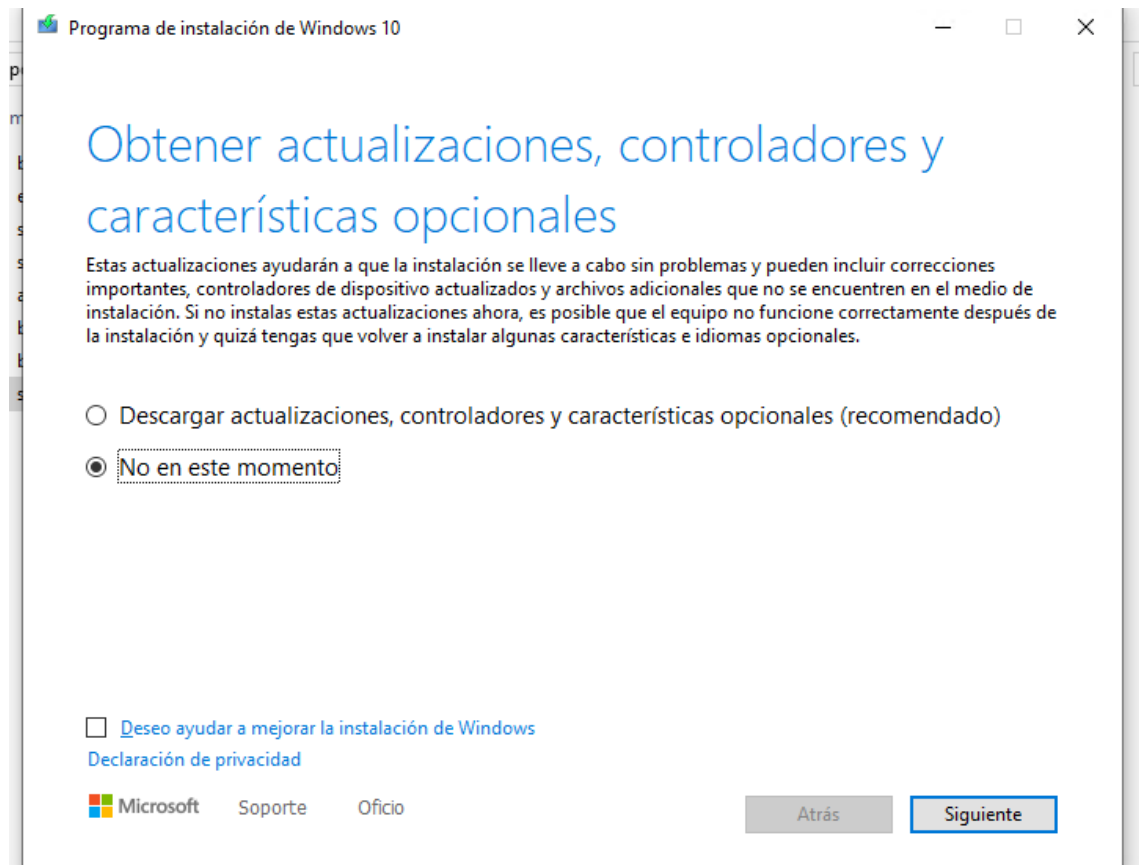 Programa de instalación de Windows 10
Obtener actualizaciones, controladores y
características opcionales
Estas actualizaciones ayudarán a que la instalación se lleve a cabo sin problemas y pueden incluir correcciones
importantes, controladores de dispositivo actualizados y archivos adicionales que no se encuentren en el medio de
instalación. Si no instalas estas actualizaciones ahora, es posible que el equipo no funcione correctamente después de
la instalación y quizá tengas que volver a instalar algunas características e idiomas opcionales.
Descargar actualizaciones, controladores y características opcionales (recomendado)
No en este momento
Deseo ayudar a mejorar la instalación de Windows
Declaración de privacidad
Microsoft Soporte Oficio Atrás Siguiente